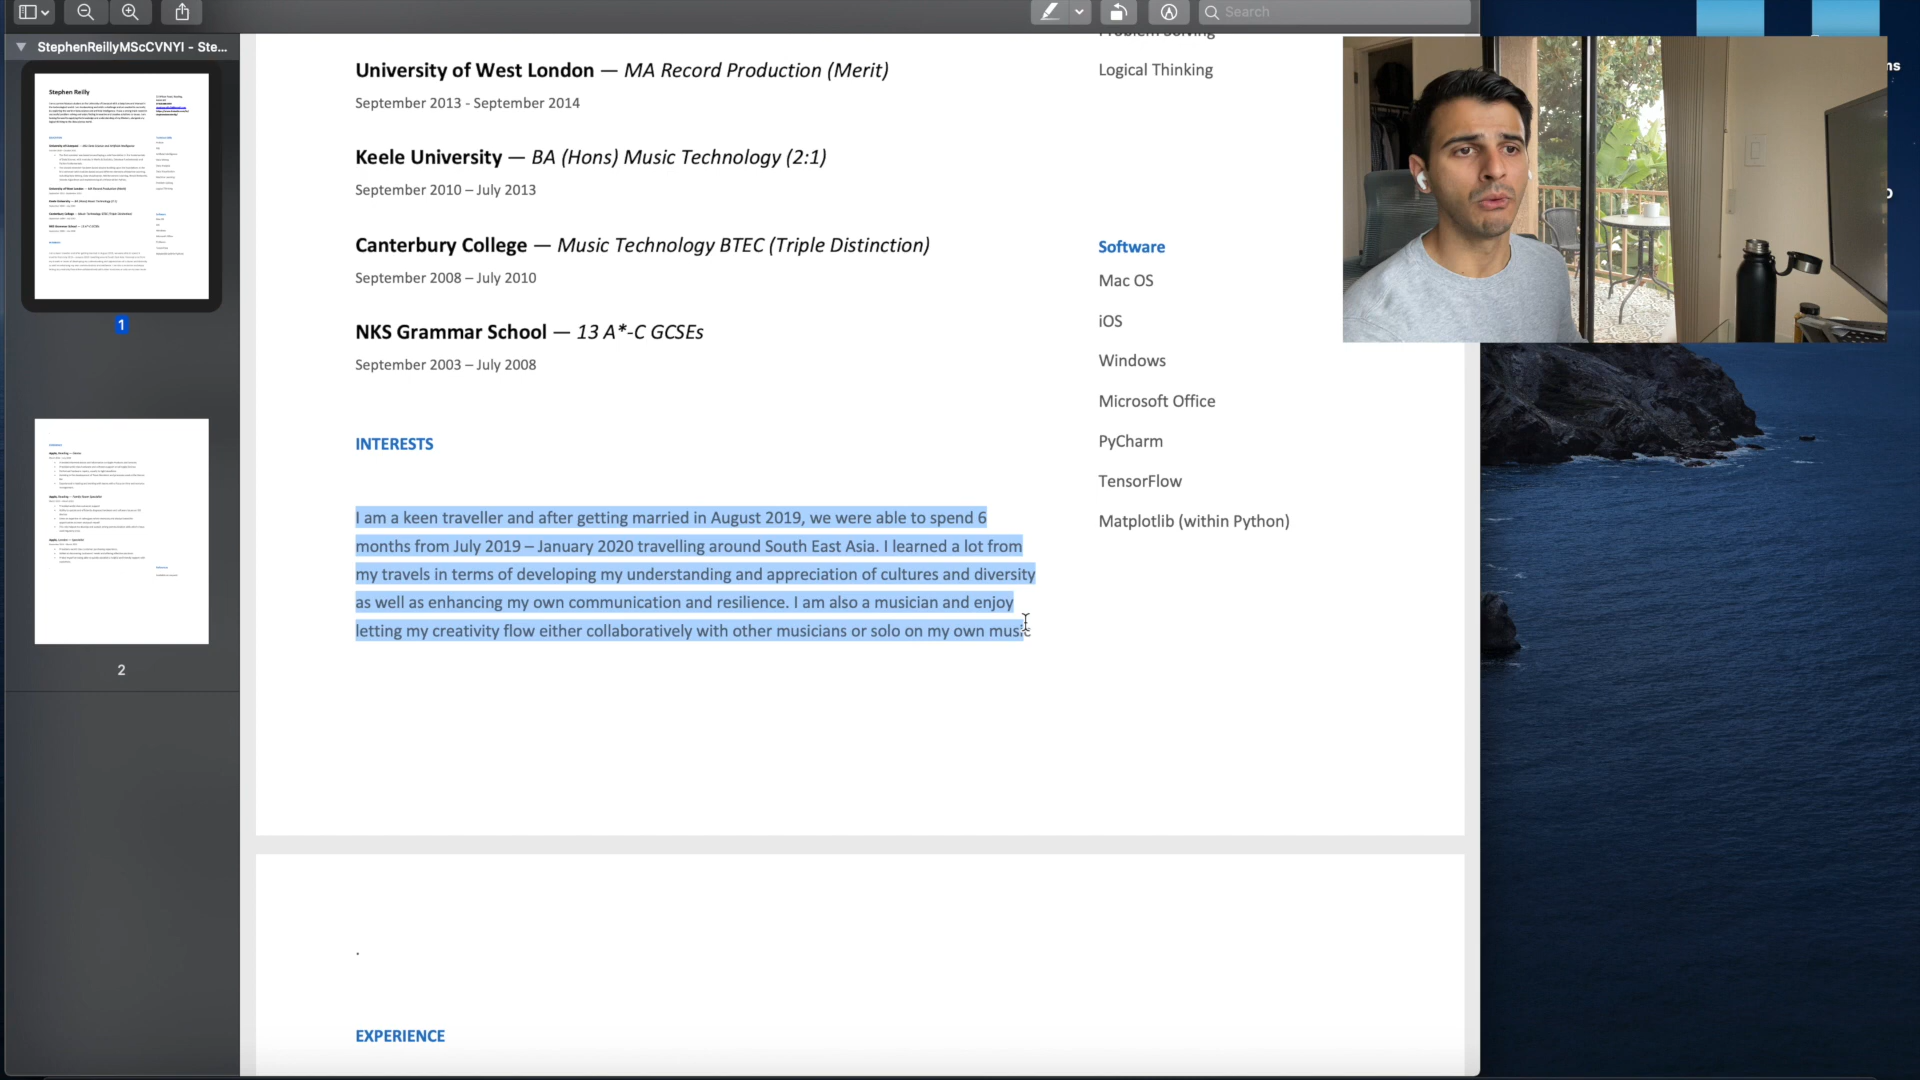 Search
StephenReillyMScCVNYI - Ste...
Stephen Reilly
1
2
Logical Thinking
University of West London — MA Record Production (Merit)
September 2013 - September 2014
Keele University — BA (Hons) Music Technology (2:1)
September 2010 – July 2013
Canterbury College — Music Technology BTEC (Triple Distinction)
September 2008 – July 2010
NKS Grammar School — 13 A*-C GCSEs
September 2003 – July 2008
INTERESTS
I am a keen traveller and after getting married in August 2019, we were able to spend 6
months from July 2019 – January 2020 travelling around South East Asia. I learned a lot from
my travels in terms of developing my understanding and appreciation of cultures and diversity
as well as enhancing my own communication and resilience. I am also a musician and enjoy
letting my creativity flow either collaboratively with other musicians or solo on my own music
Software
Mac OS
iOS
Windows
Microsoft Office
PyCharm
TensorFlow
Matplotlib (within Python)
.
EXPERIENCE